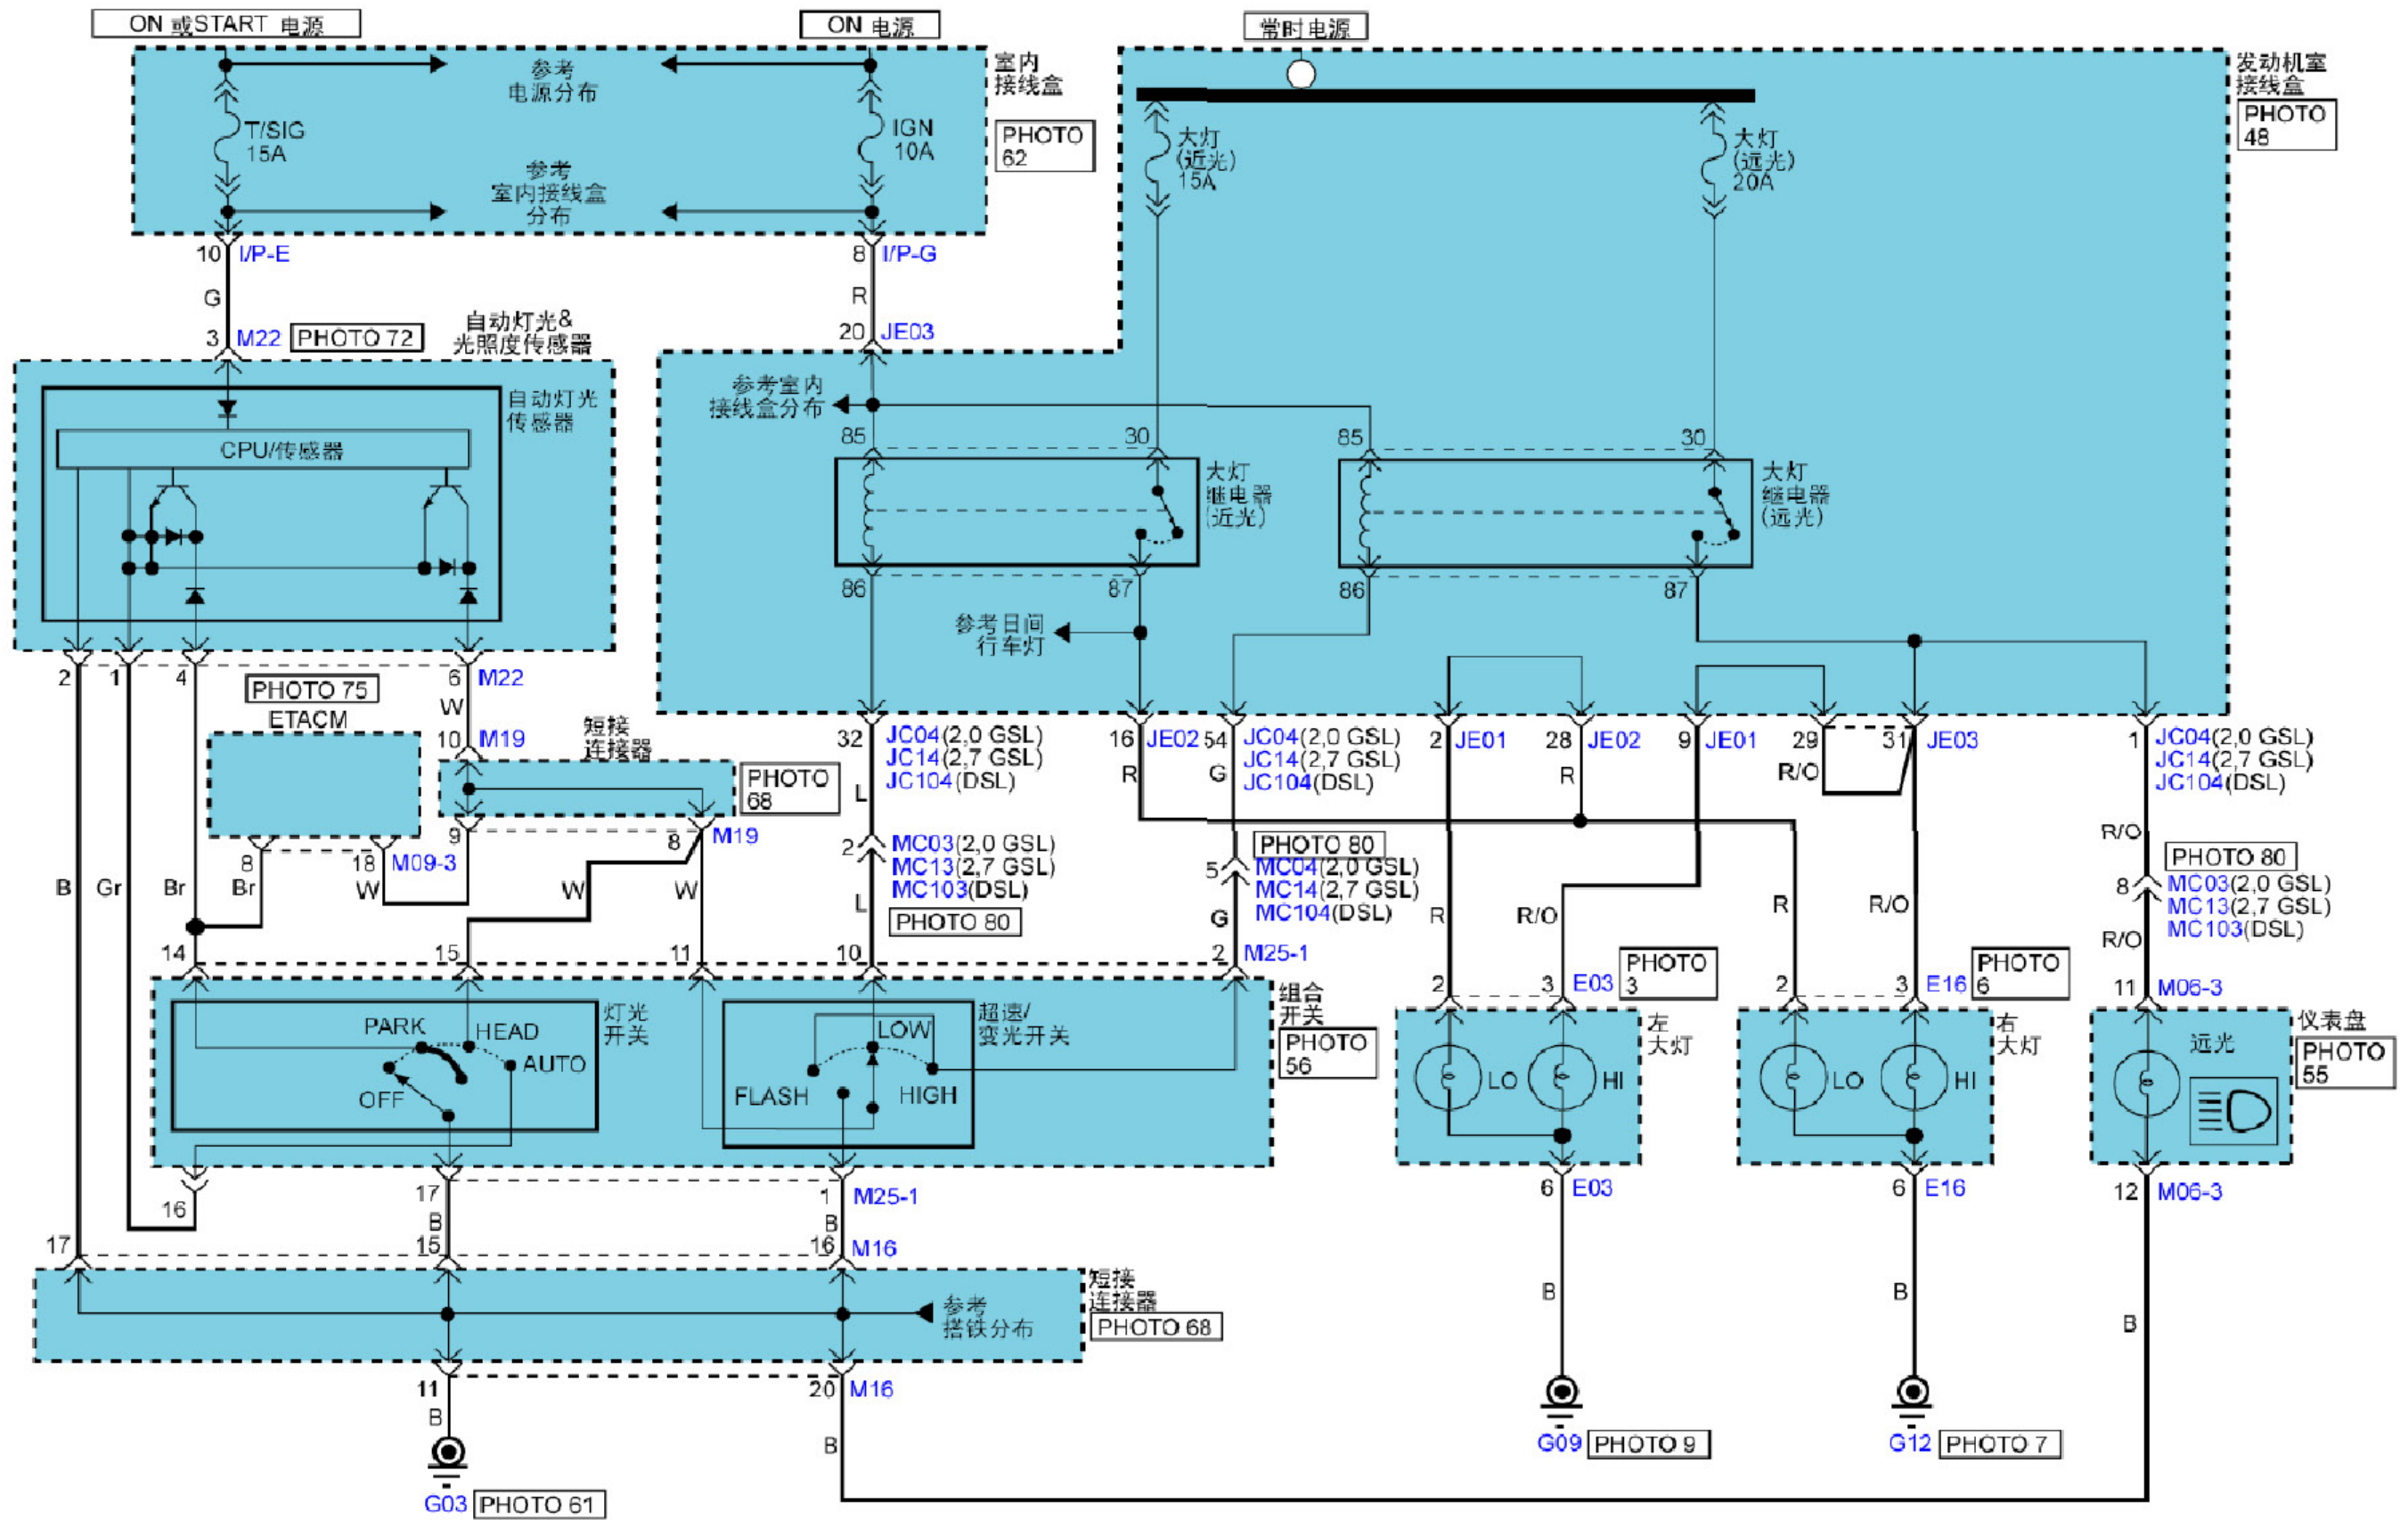 ON 或START 电源
ON 电源
常时电源
参考
电源分布
室内
接线盒
PHOTO
62
T/SIG
15A
IGN
10A
参考
室内接线盒
分布
大灯
(近光)
15A
大灯
(远光)
20A
发动机室
接线盒
PHOTO
48
10 I/P-E
8 I/P-G
G
R
3 M22 PHOTO 72
自动灯光&
光照度传感器
20 JE03
自动灯光
传感器
CPU/传感器
参考室内
接线盒分布
85
30
85
30
大灯
继电器
(近光)
大灯
继电器
(远光)
86
87
86
87
参考日间
行车灯
2
1
4
6 M22
PHOTO 75
ETACM
W
10 M19
短接
连接器
PHOTO
68
9
8 M19
8
18 M09-3
B
Gr
Br
Br
W
W
W
32 JC04(2,0 GSL)
JC14(2,7 GSL)
JC104(DSL)
L
2 MC03(2,0 GSL)
MC13(2,7 GSL)
MC103(DSL)
L
PHOTO 80
16 JE02
R
54 JC04(2,0 GSL)
JC14(2,7 GSL)
JC104(DSL)
G
PHOTO 80
5 MC04(2,0 GSL)
MC14(2,7 GSL)
MC104(DSL)
G
2 JE01
28 JE02
9 JE01
29
31 JE03
R
R/O
1 JC04(2,0 GSL)
JC14(2,7 GSL)
JC104(DSL)
R/O
PHOTO 80
8 MC03(2,0 GSL)
MC13(2,7 GSL)
MC103(DSL)
R/O
R
R/O
R
R/O
14
15
11
10
2 M25-1
2
3 E03
PHOTO
3
2
3 E16
PHOTO
6
11 M06-3
灯光
开关
PARK
HEAD
AUTO
OFF
超速/
变光开关
LOW
FLASH
HIGH
组合
开关
PHOTO
56
左
大灯
LO
HI
右
大灯
LO
HI
远光
仪表盘
PHOTO
55
16
17
1 M25-1
B
B
6 E03
6 E16
12 M06-3
17
15
16 M16
短接
连接器
PHOTO 68
参考
搭铁分布
B
B
B
11
20 M16
B
B
G03 PHOTO 61
G09 PHOTO 9
G12 PHOTO 7